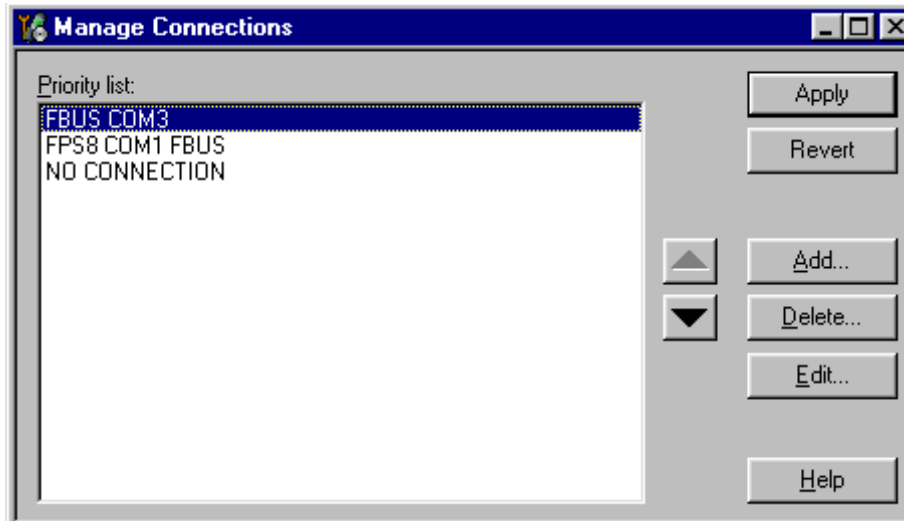 Manage Connections
Priority list:
FBUS COM3
FPS8 COM1 FBUS
NO CONNECTION
Apply
Revert
Add...
Delete...
Edit...
Help